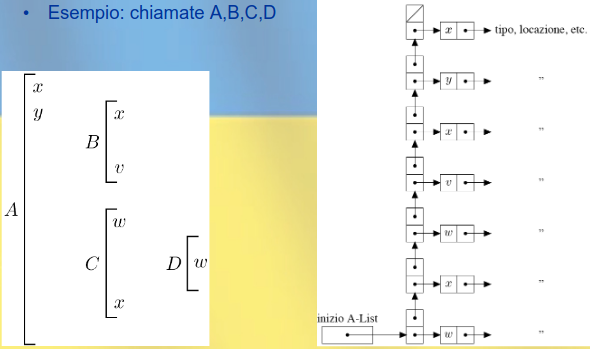 • Esempio: chiamate A,B,C,D
x
y
B
x
v
A
C
w
x
D
w
x tipo, locazione, etc.
y "
x "
v "
w "
x "
inizio A-List
w "